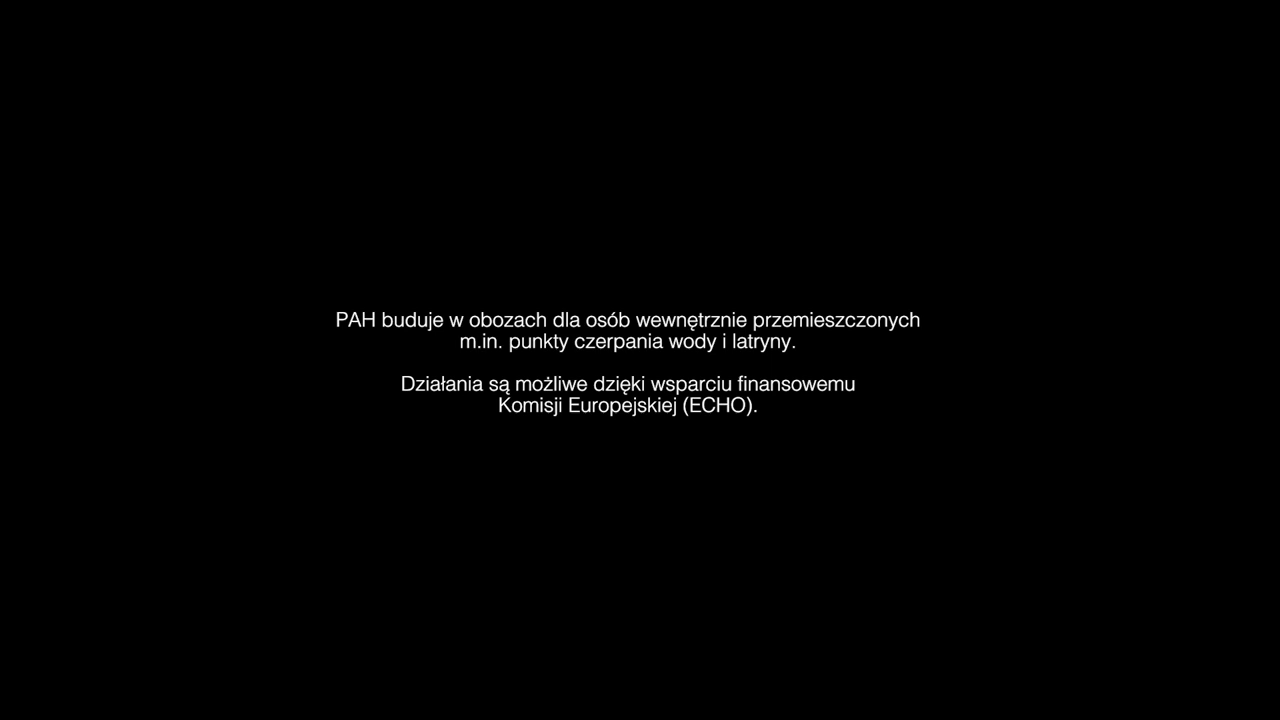 PAH buduje w obozach dla osób wewnętrznie przemieszczonych
m.in. punkty czerpania wody i latryny.
Działania są możliwe dzięki wsparciu finansowemu
Komisji Europejskiej (ECHO).